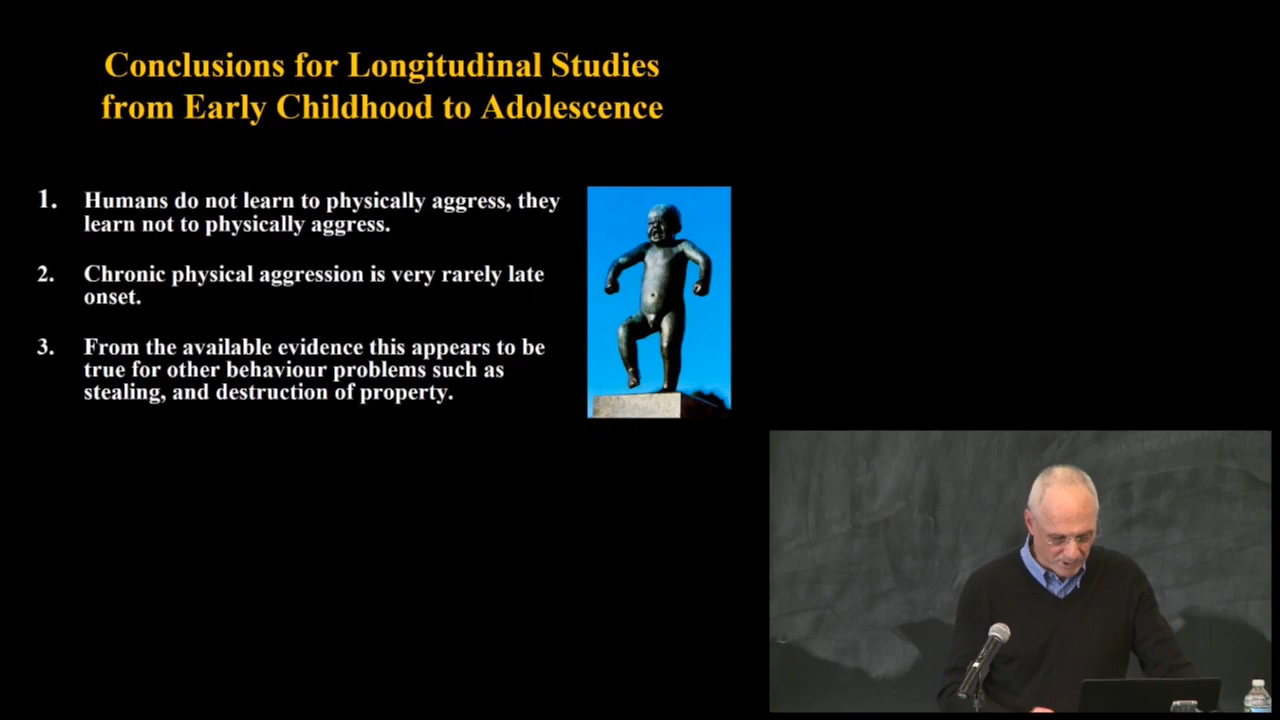 Conclusions for Longitudinal Studies
from Early Childhood to Adolescence
1. Humans do not learn to physically aggress, they
learn not to physically aggress.
2. Chronic physical aggression is very rarely late
onset.
3. From the available evidence this appears to be
true for other behaviour problems such as
stealing, and destruction of property.